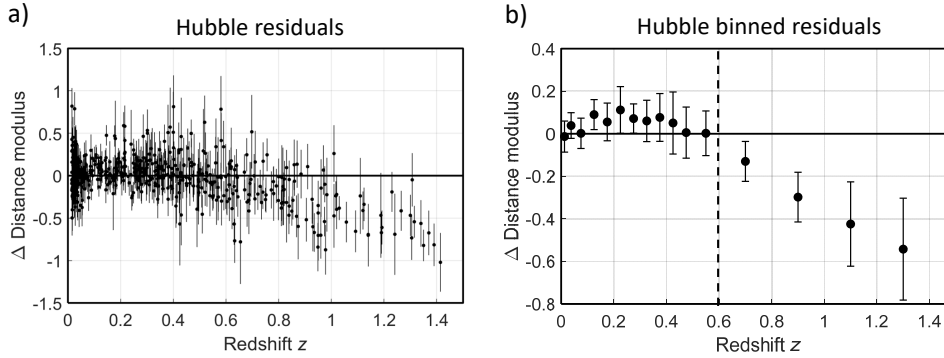 a)
Hubble residuals
1.5
1
0.5
0
-0.5
-1
-1.5
Δ Distance modulus
0 0.2 0.4 0.6 0.8 1 1.2 1.4
Redshift z
b)
Hubble binned residuals
0.4
0.2
0
-0.2
-0.4
-0.6
-0.8
Δ Distance modulus
0 0.2 0.4 0.6 0.8 1 1.2 1.4
Redshift z